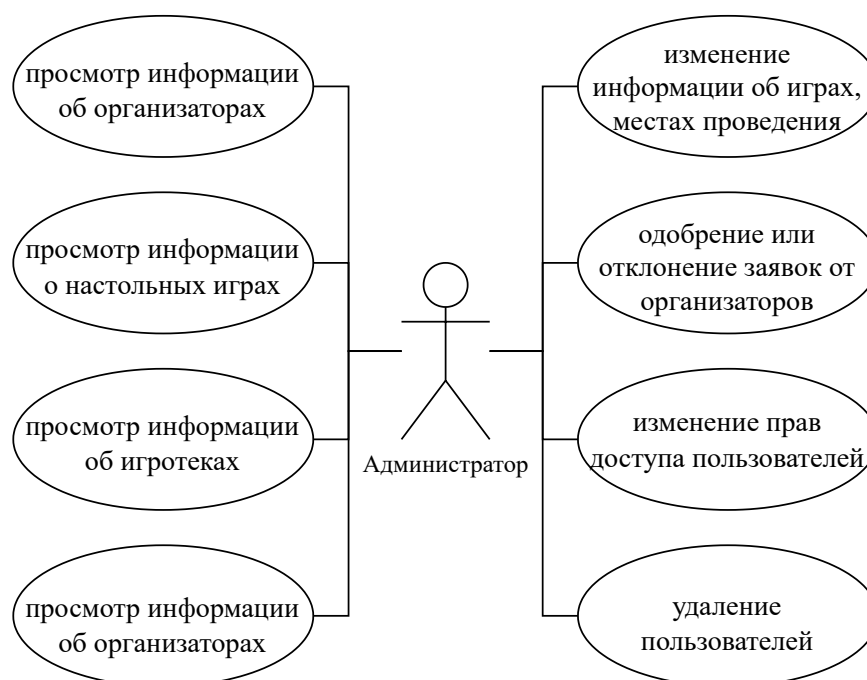 просмотр информации
об организаторах
просмотр информации
о настольных играх
просмотр информации
об игротеках
просмотр информации
об организаторах
Администратор
изменение
информации об играх,
местах проведения
одобрение или
отклонение заявок от
организаторов
изменение прав
доступа пользователей
удаление
пользователей